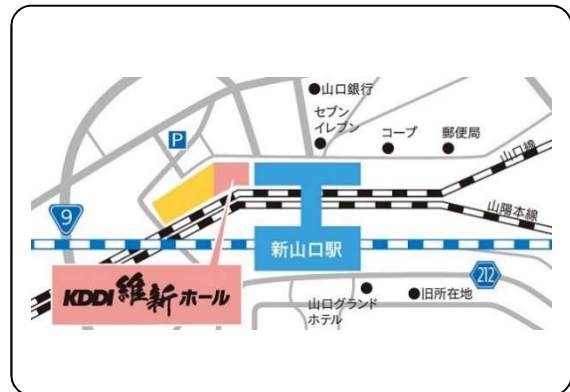 ●山口銀行
セブン
イレブン
コープ
郵便局
山口線
P
山陽本線
9
新山口駅
212
KDDI維新ホール
山口グランド
ホテル
●旧所在地